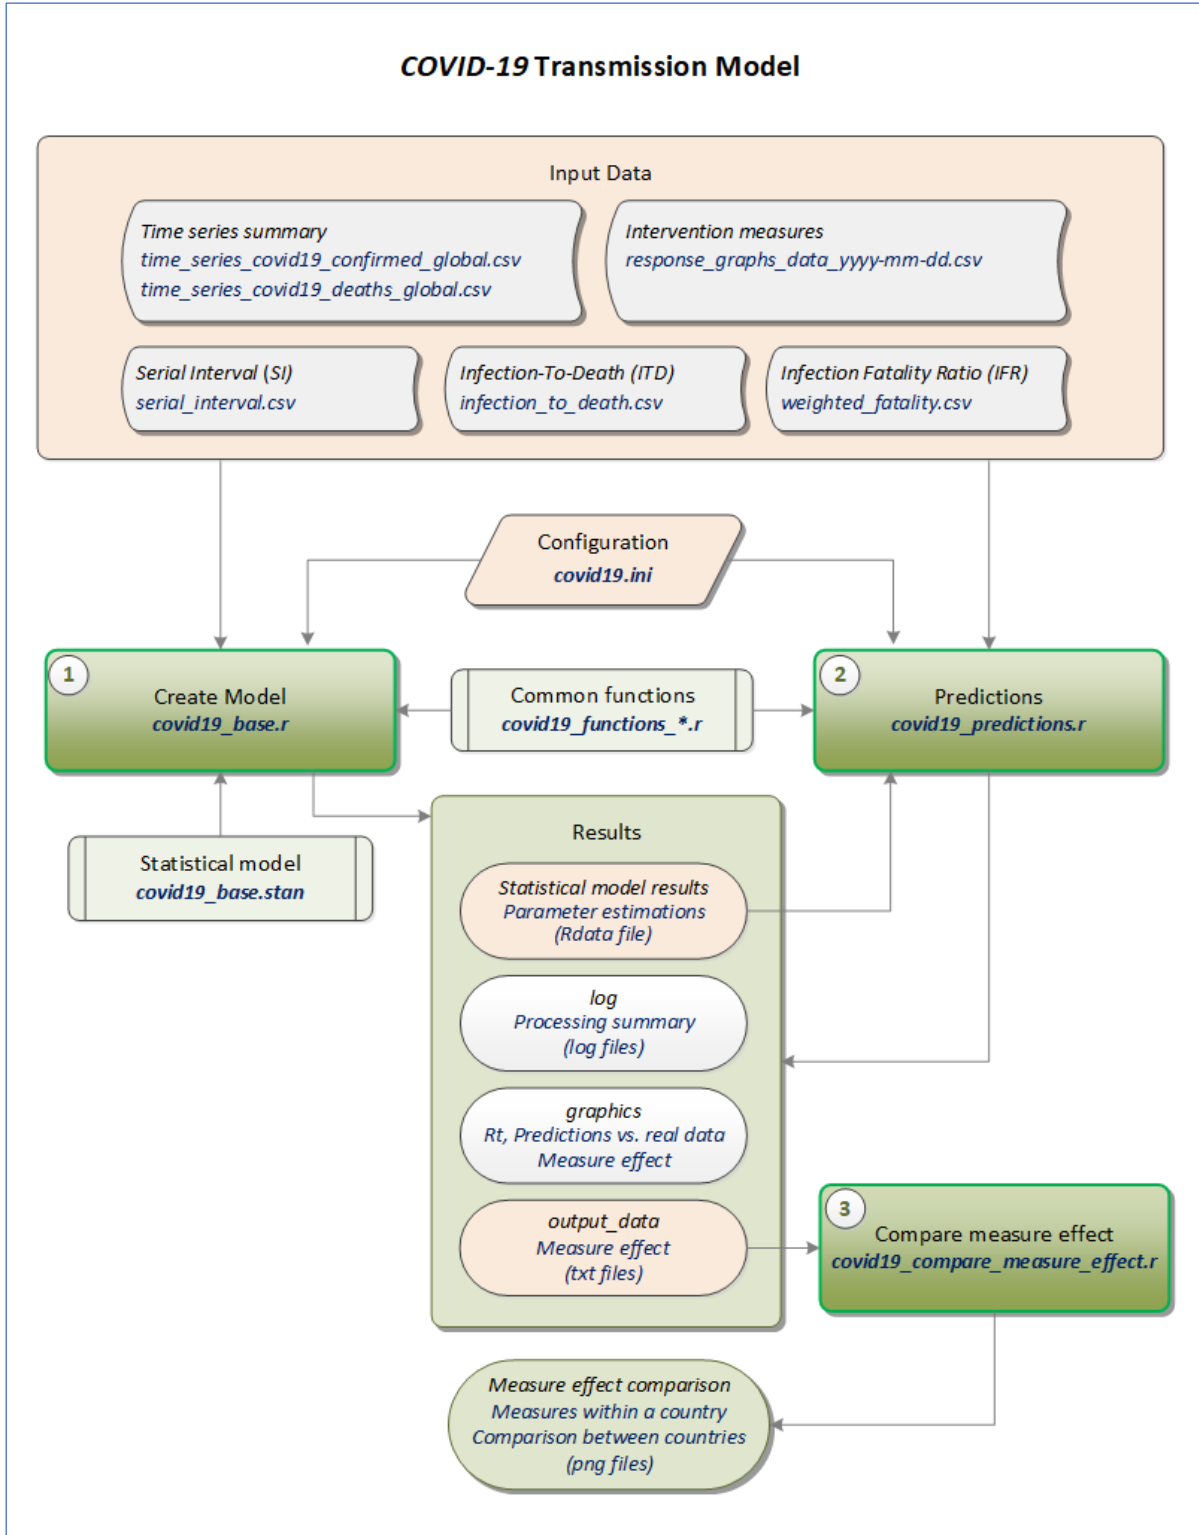 COVID-19 Transmission Model
Input Data
Time series summary
time_series_covid19_confirmed_global.csv
time_series_covid19_deaths_global.csv
Intervention measures
response_graphs_data_yyyy-mm-dd.csv
Serial Interval (SI)
serial_interval.csv
Infection-To-Death (ITD)
infection_to_death.csv
Infection Fatality Ratio (IFR)
weighted_fatality.csv
Configuration
covid19.ini
1
Create Model
covid19_base.r
Common functions
covid19_functions_*.r
2
Predictions
covid19_predictions.r
Statistical model
covid19_base.stan
Results
Statistical model results
Parameter estimations
(Rdata file)
log
Processing summary
(log files)
graphics
Rt, Predictions vs. real data
Measure effect
output_data
Measure effect
(txt files)
3
Compare measure effect
covid19_compare_measure_effect.r
Measure effect comparison
Measures within a country
Comparison between countries
(png files)